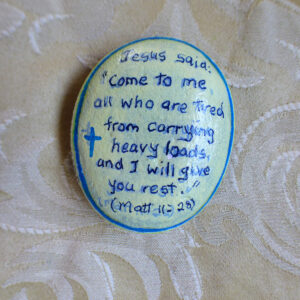 Jesus said:
"Come to me
all who are tired
from carrying
heavy loads,
and I will give
you rest."
(Matt 11:28)